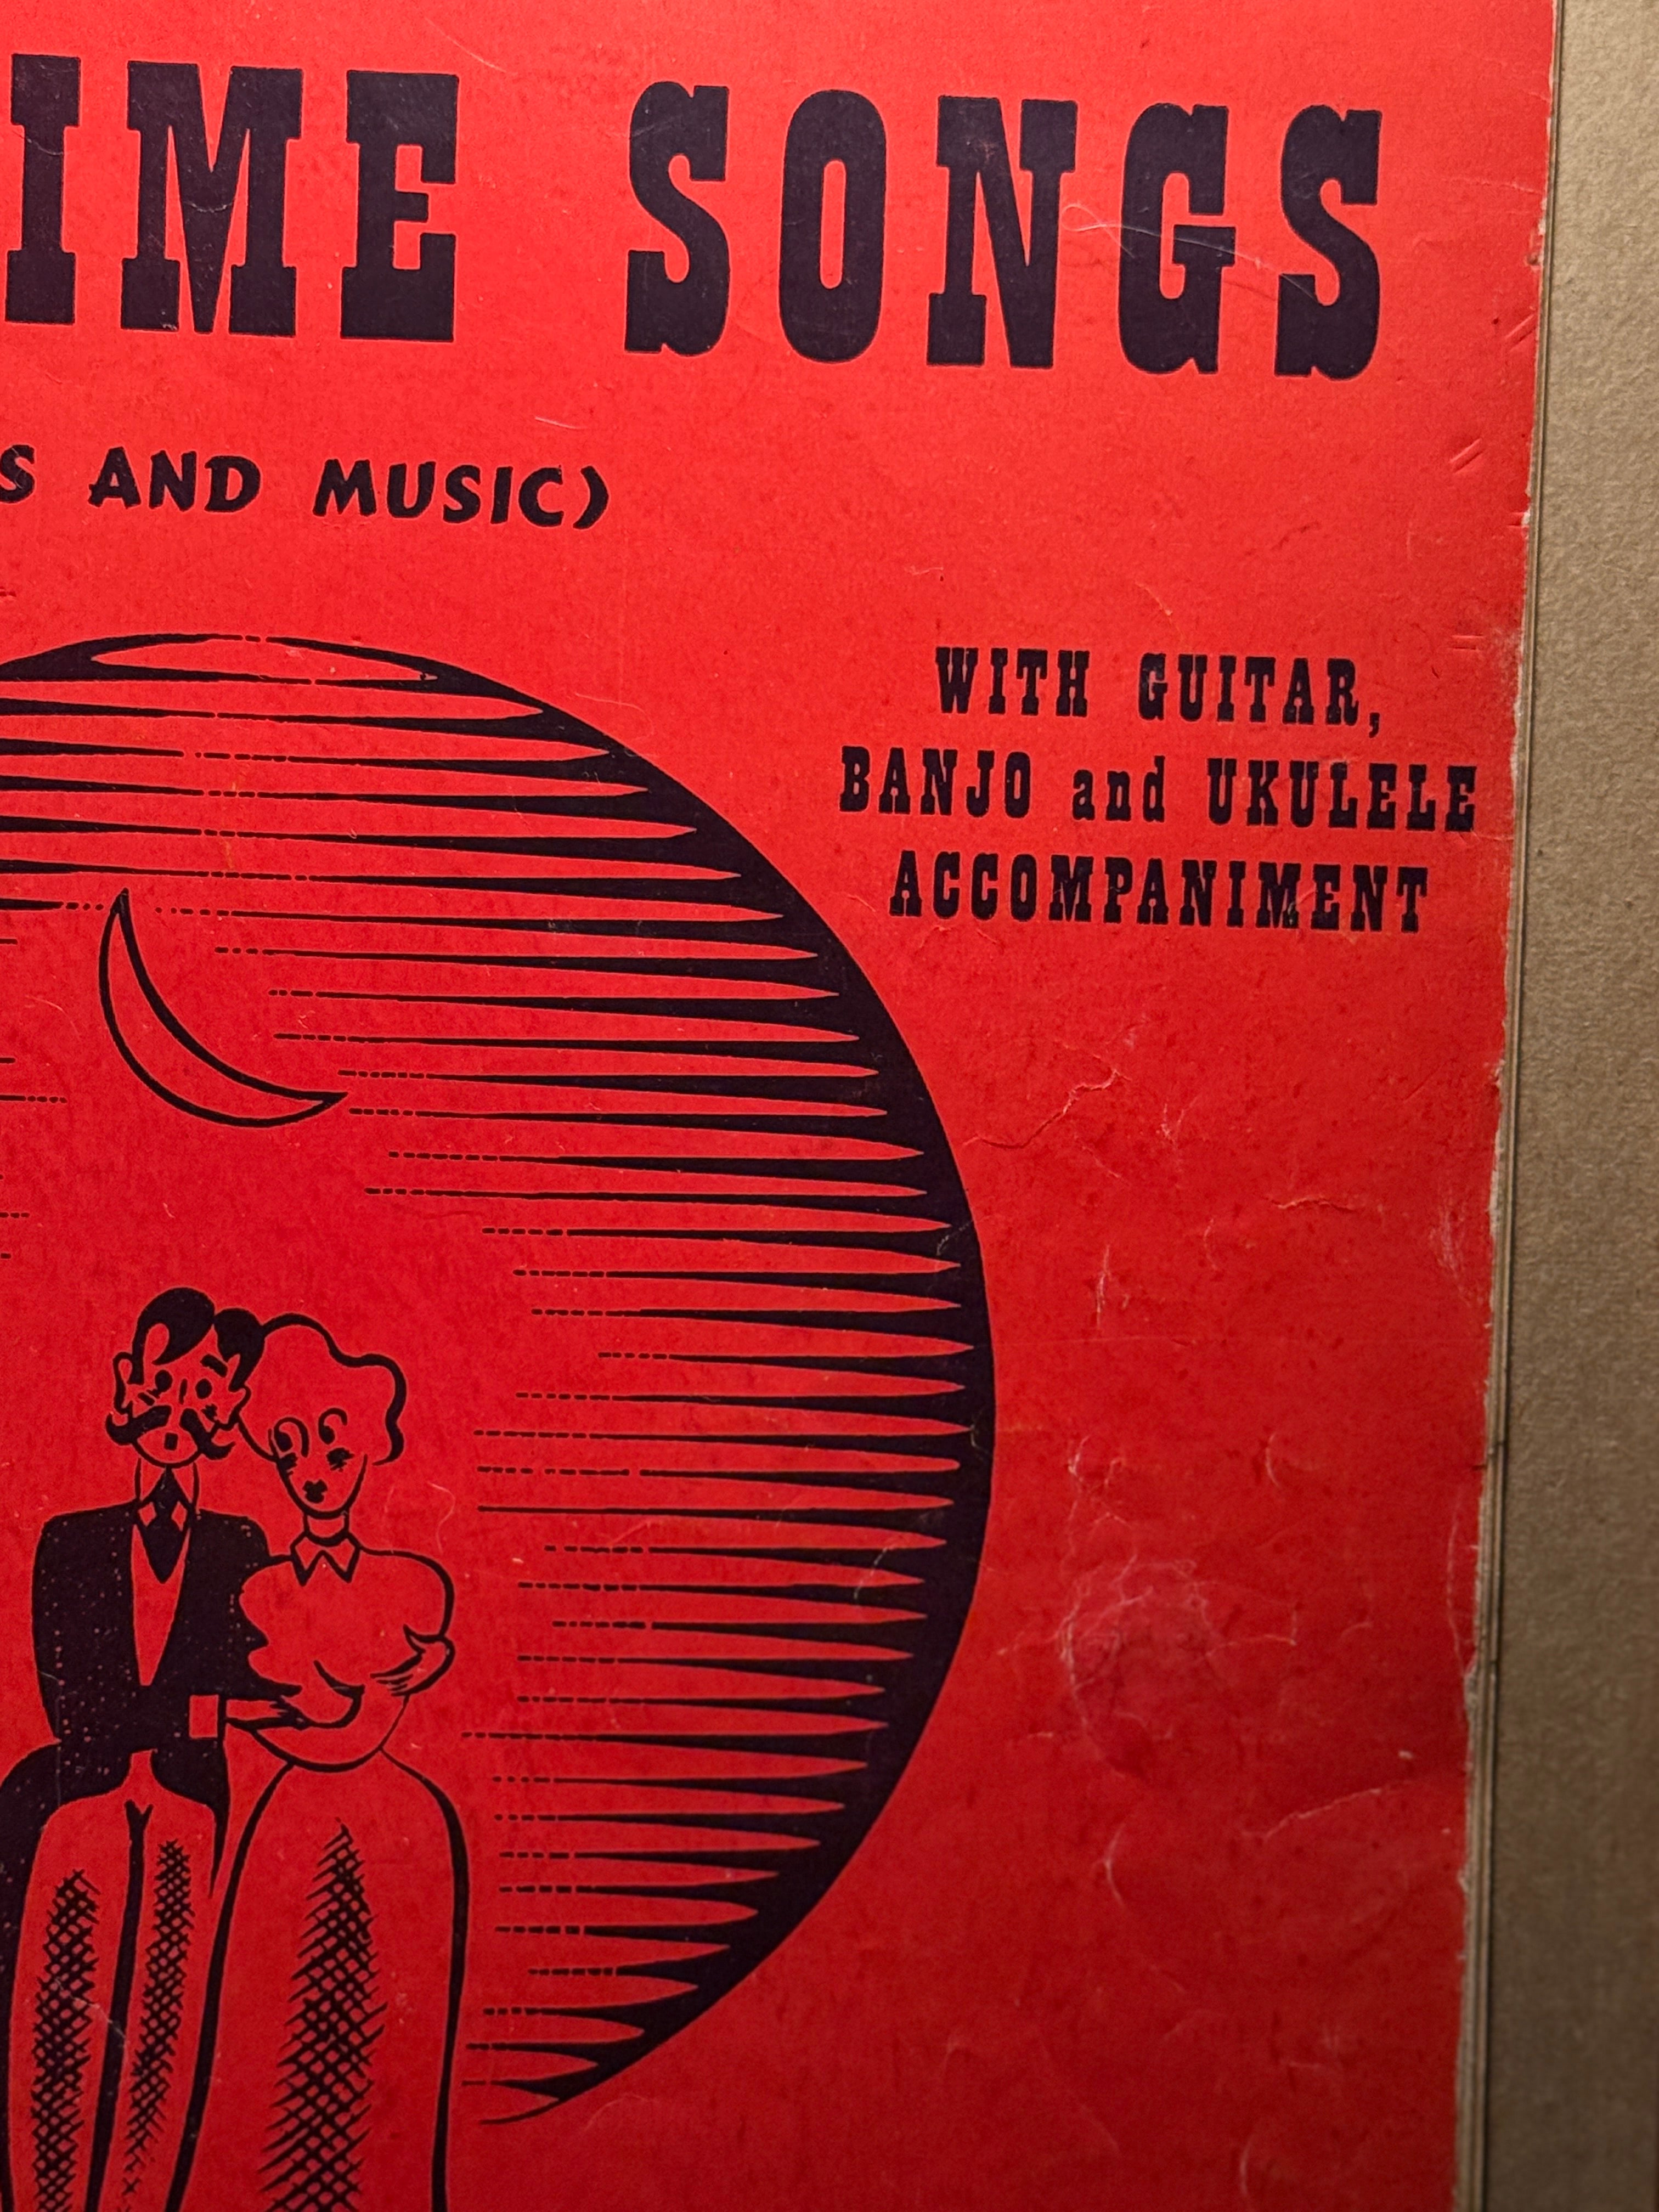 IME SONGS
S AND MUSIC)
WITH GUITAR,
BANJO and UKULELE
ACCOMPANIMENT